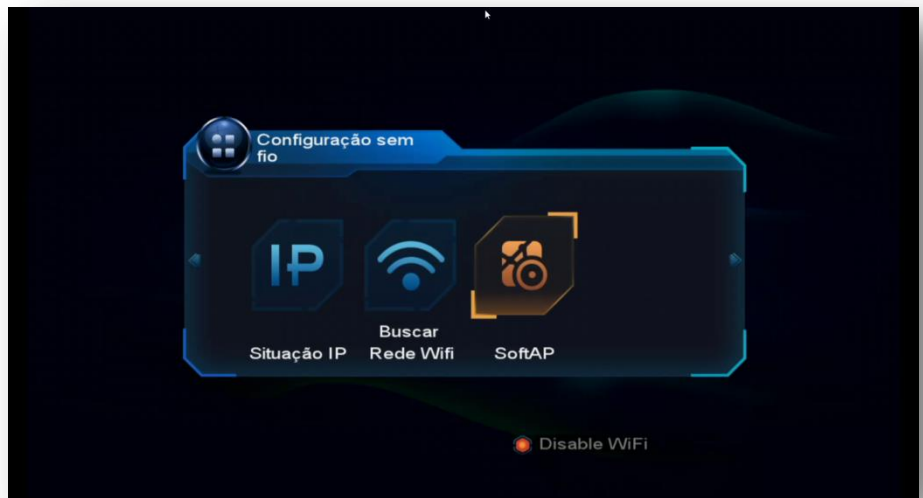 Configuração sem
fio
IP
Buscar
Situação IP Rede Wifi SoftAP
Disable WiFi